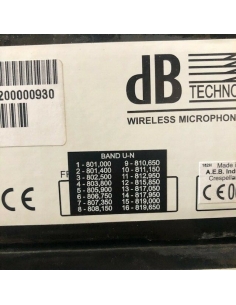 200000930
dB
TECHNO
WIRELESS MICROPHON
BAND U-N
1 - 801,000 9 - 810,650
2 - 801,400 10 - 811,150
3 - 802,500 11 - 812,950
4 - 803,800 12 - 815,850
5 - 805,900 13 - 817,050
6 - 806,750 14 - 817,950
7 - 807,350 15 - 819,050
8 - 808,150 16 - 819,650
Made i
A.E.B. Ind
Crespella
CE
CE